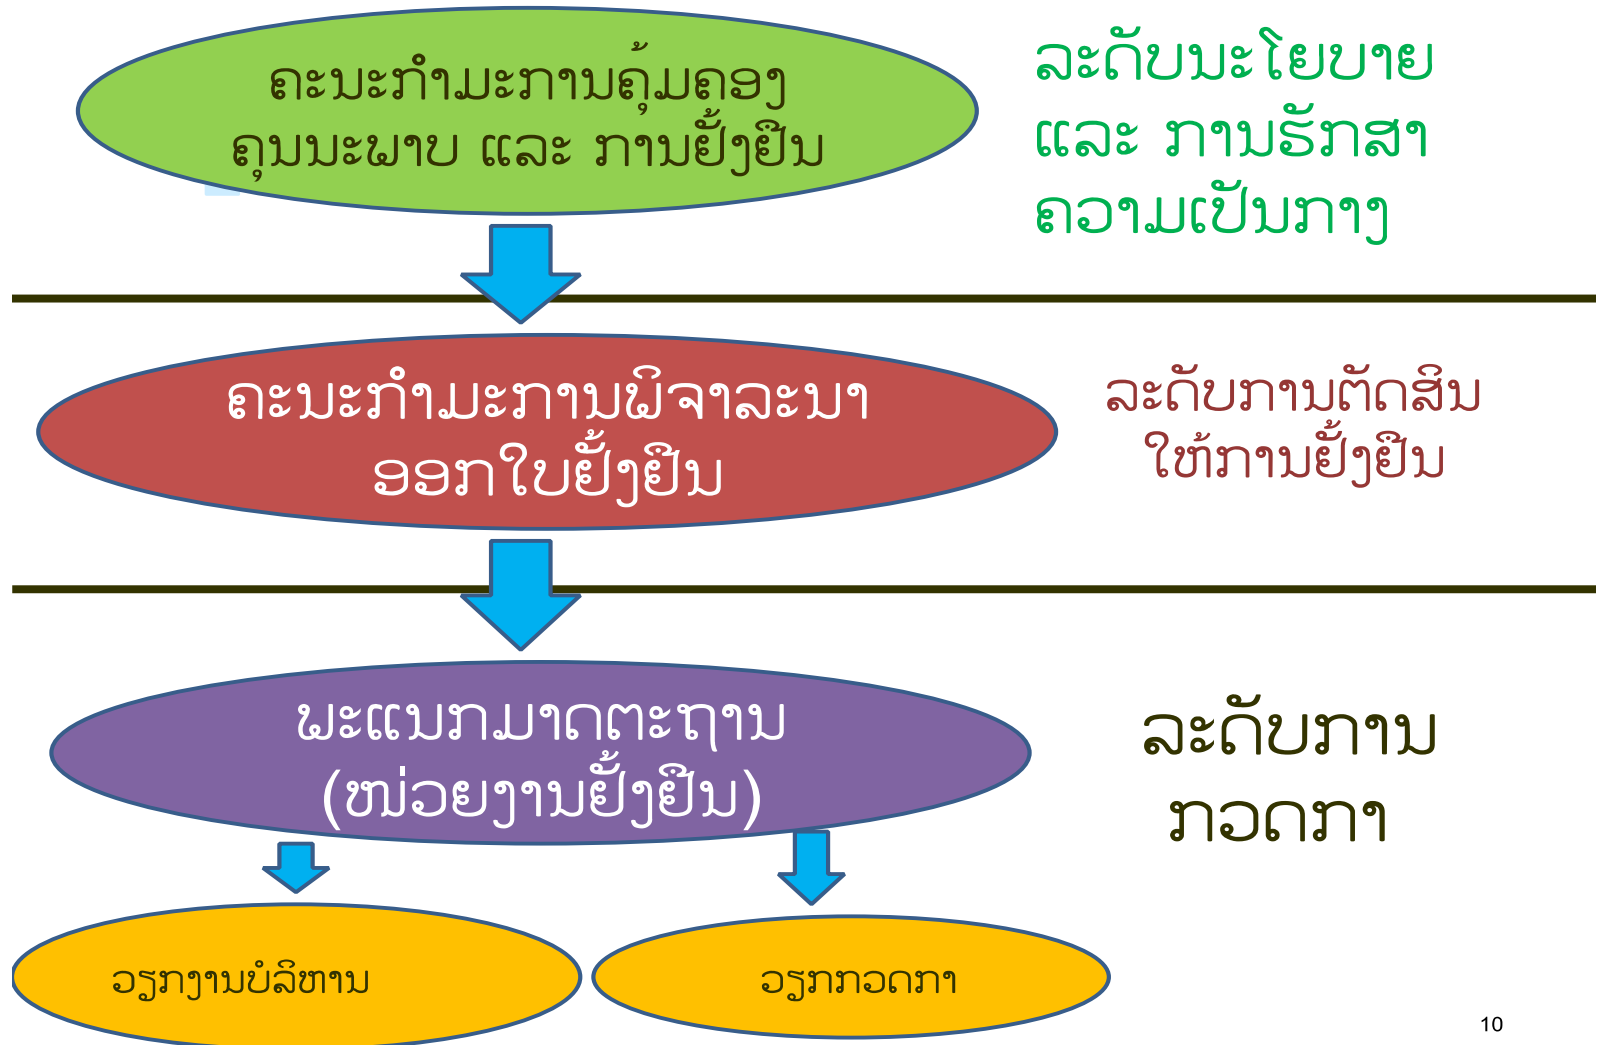 ຄະນະກຳມະການຄຸ້ມຄອງ
ຄຸນນະພາບ ແລະ ການຢັ້ງຢືນ
ລະດັບນະໂຍບາຍ
ແລະ ການຮັກສາ
ຄວາມເປັນກາງ
ຄະນະກຳມະການພິຈາລະນາ
ອອກໃບຢັ້ງຢືນ
ລະດັບການຕັດສິນ
ໃຫ້ການຢັ້ງຢືນ
ພະແນກມາດຕະຖານ
(ໜ່ວຍງານຢັ້ງຢືນ)
ລະດັບການ
ກວດກາ
ວຽກງານບໍລິຫານ
ວຽກກວດກາ
10